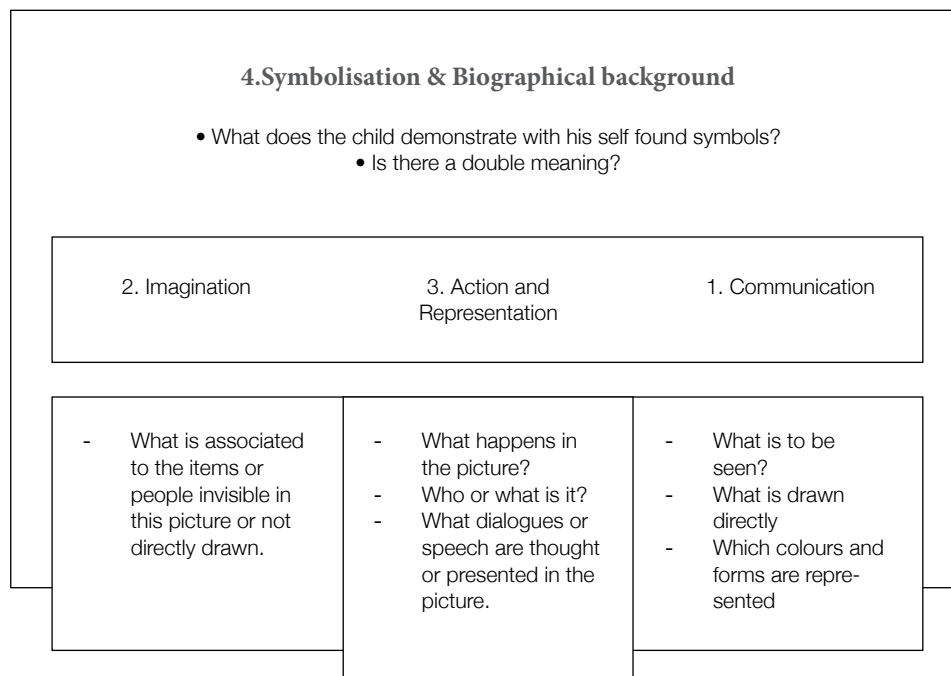 4.Symbolisation & Biographical background
• What does the child demonstrate with his self found symbols?
• Is there a double meaning?
2. Imagination
3. Action and
Representation
1. Communication
- What is associated
to the items or
people invisible in
this picture or not
directly drawn.
- What happens in
the picture?
- Who or what is it?
- What dialogues or
speech are thought
or presented in the
picture.
- What is to be
seen?
- What is drawn
directly
- Which colours and
forms are repre-
sented